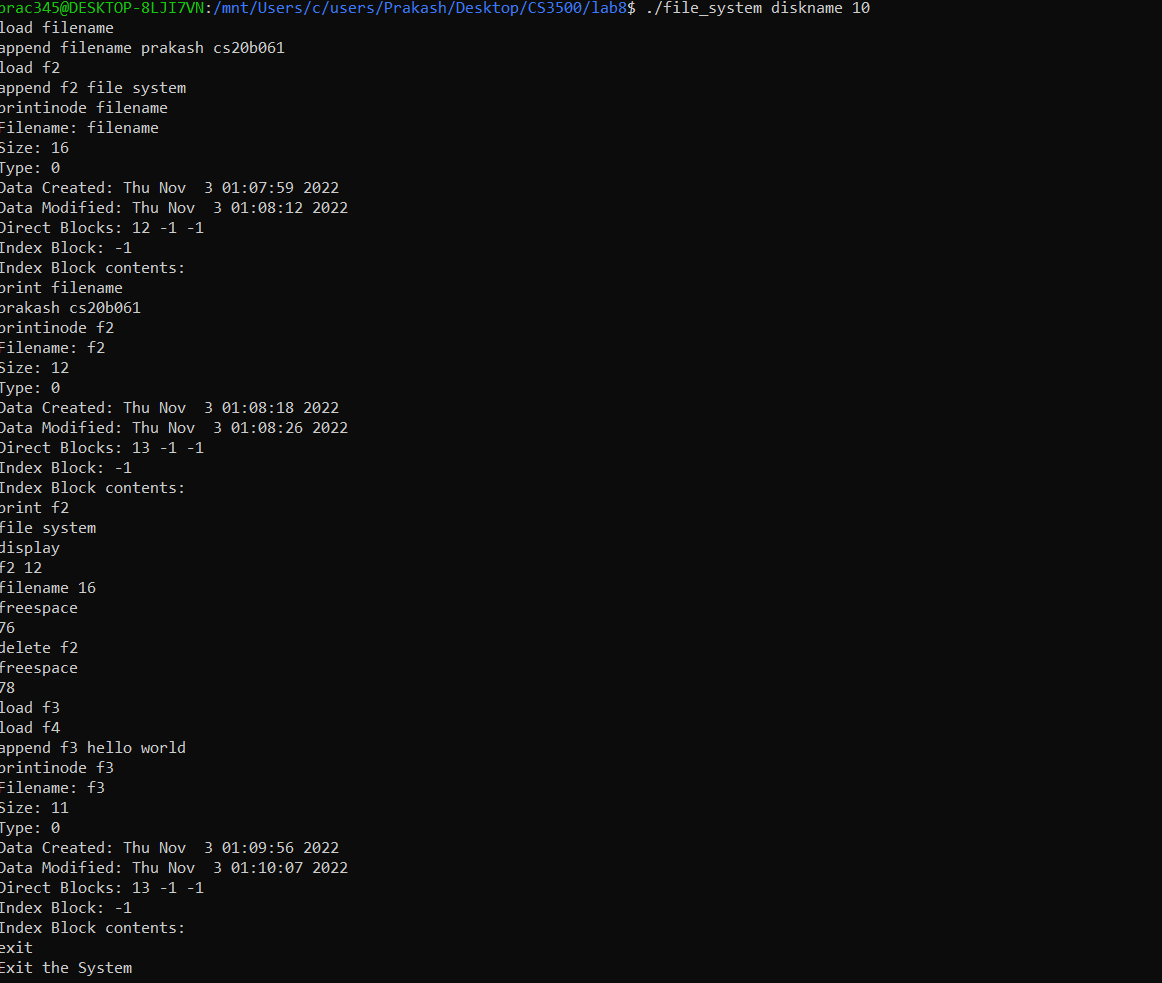 prac345@DESKTOP-8LJI7VN:/mnt/Users/c/users/Prakash/Desktop/CS3500/lab8$ ./file_system diskname 10
load filename
append filename prakash cs20b061
load f2
append f2 file system
printinode filename
Filename: filename
Size: 16
Type: 0
Data Created: Thu Nov  3 01:07:59 2022
Data Modified: Thu Nov  3 01:08:12 2022
Direct Blocks: 12 -1 -1
Index Block: -1
Index Block contents:
print filename
prakash cs20b061
printinode f2
Filename: f2
Size: 12
Type: 0
Data Created: Thu Nov  3 01:08:18 2022
Data Modified: Thu Nov  3 01:08:26 2022
Direct Blocks: 13 -1 -1
Index Block: -1
Index Block contents:
print f2
file system
display
f2 12
filename 16
freespace
76
delete f2
freespace
78
load f3
load f4
append f3 hello world
printinode f3
Filename: f3
Size: 11
Type: 0
Data Created: Thu Nov  3 01:09:56 2022
Data Modified: Thu Nov  3 01:10:07 2022
Direct Blocks: 13 -1 -1
Index Block: -1
Index Block contents:
exit
Exit the System